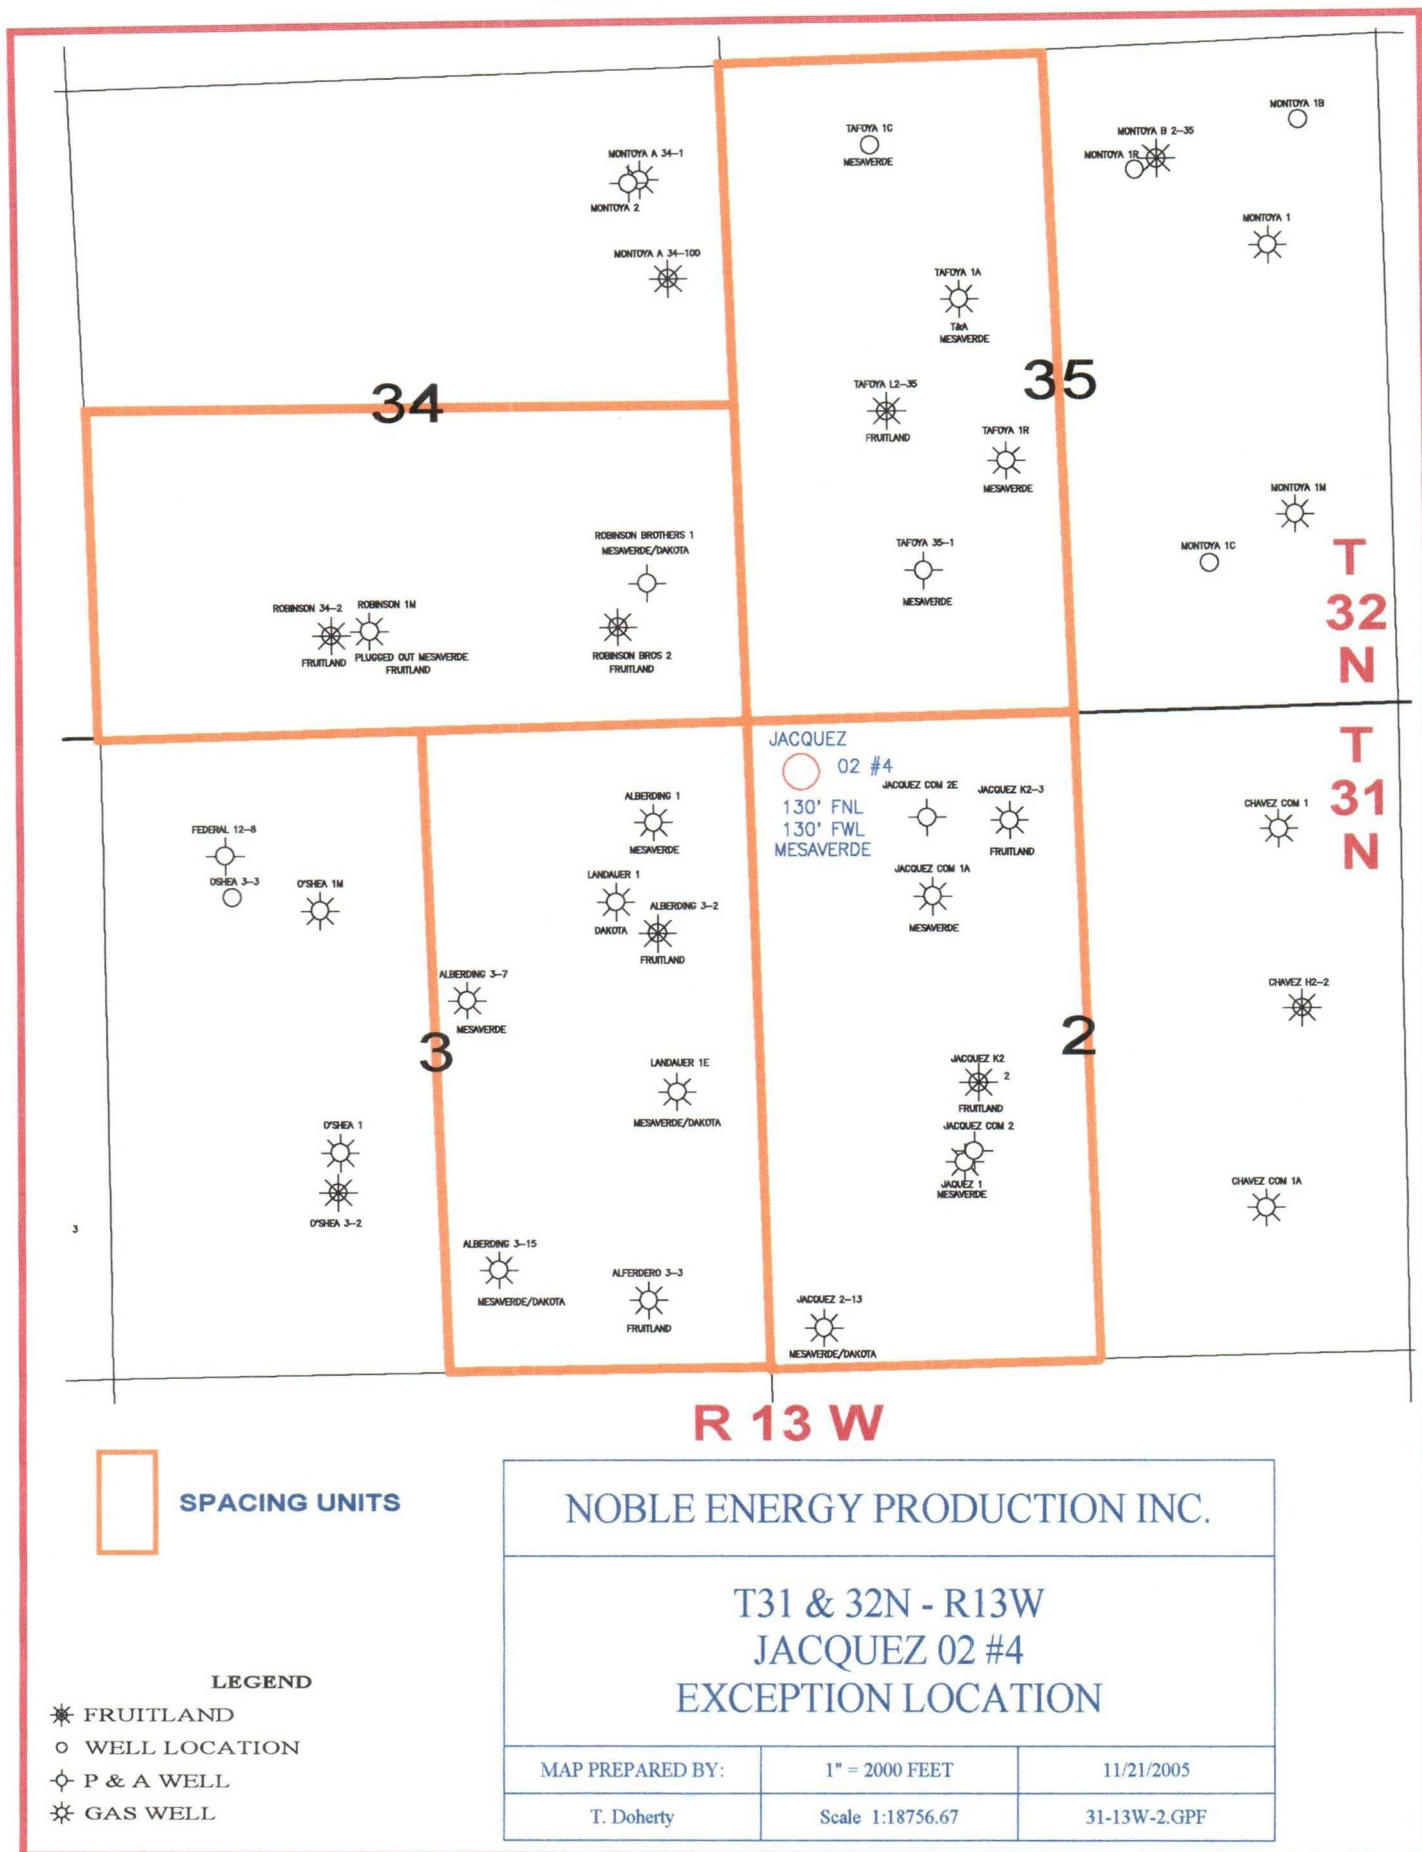 MONTOYA 1B
TAFOYA 1C
MESAVERDE
MONTOYA B 2-35
MONTOYA 1R
MONTOYA A 34-1
MONTOYA 2
MONTOYA 1
MONTOYA A 34-100
TAFOYA 1A
T&A
MESAVERDE
34
35
TAFOYA L2-35
FRUITLAND
TAFOYA 1R
MESAVERDE
MONTOYA 1M
ROBINSON BROTHERS 1
MESAVERDE/DAKOTA
TAFOYA 35-1
MESAVERDE
MONTOYA 1C
T
32
N
ROBINSON 34-2
FRUITLAND
ROBINSON 1M
PLUGGED OUT MESAVERDE
FRUITLAND
ROBINSON BROS 2
FRUITLAND
T
31
N
JACQUEZ
02 #4
130' FNL
130' FWL
MESAVERDE
JACQUEZ COM 2E
JACQUEZ K2-3
FRUITLAND
CHAVEZ COM 1
ALBERDING 1
MESAVERDE
FEDERAL 12-8
OSHEA 3-3
O'SHEA 1M
LANDAUER 1
DAKOTA
ALBERDING 3-2
FRUITLAND
JACQUEZ COM 1A
MESAVERDE
ALBERDING 3-7
MESAVERDE
CHAVEZ H2-2
3
2
LANDAUER 1E
MESAVERDE/DAKOTA
JACQUEZ K2
2
FRUITLAND
JACQUEZ COM 2
JAQUEZ 1
MESAVERDE
O'SHEA 1
O'SHEA 3-2
CHAVEZ COM 1A
3
ALBERDING 3-15
MESAVERDE/DAKOTA
ALFERDERO 3-3
FRUITLAND
JACQUEZ 2-13
MESAVERDE/DAKOTA
R 13 W
SPACING UNITS
NOBLE ENERGY PRODUCTION INC.
T31 & 32N - R13W
JACQUEZ 02 #4
EXCEPTION LOCATION
MAP PREPARED BY:
1" = 2000 FEET
11/21/2005
T. Doherty
Scale 1:18756.67
31-13W-2.GPF
LEGEND
FRUITLAND
WELL LOCATION
P & A WELL
GAS WELL